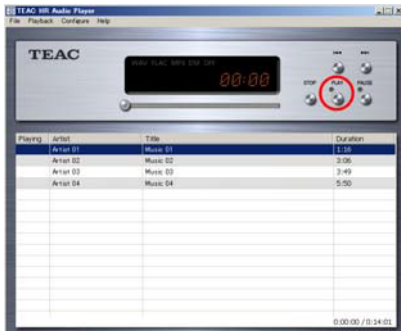 TEAC HR Audio Player
File Playback Configure Help
TEAC
WAV FLAC MP3 DSF DFF
00:00
STOP PLAY PAUSE
Playing Artist Title Duration
Artist 01 Music 01 1:16
Artist 02 Music 02 3:06
Artist 03 Music 03 3:49
Artist 04 Music 04 5:50
0:00:00 / 0:14:01